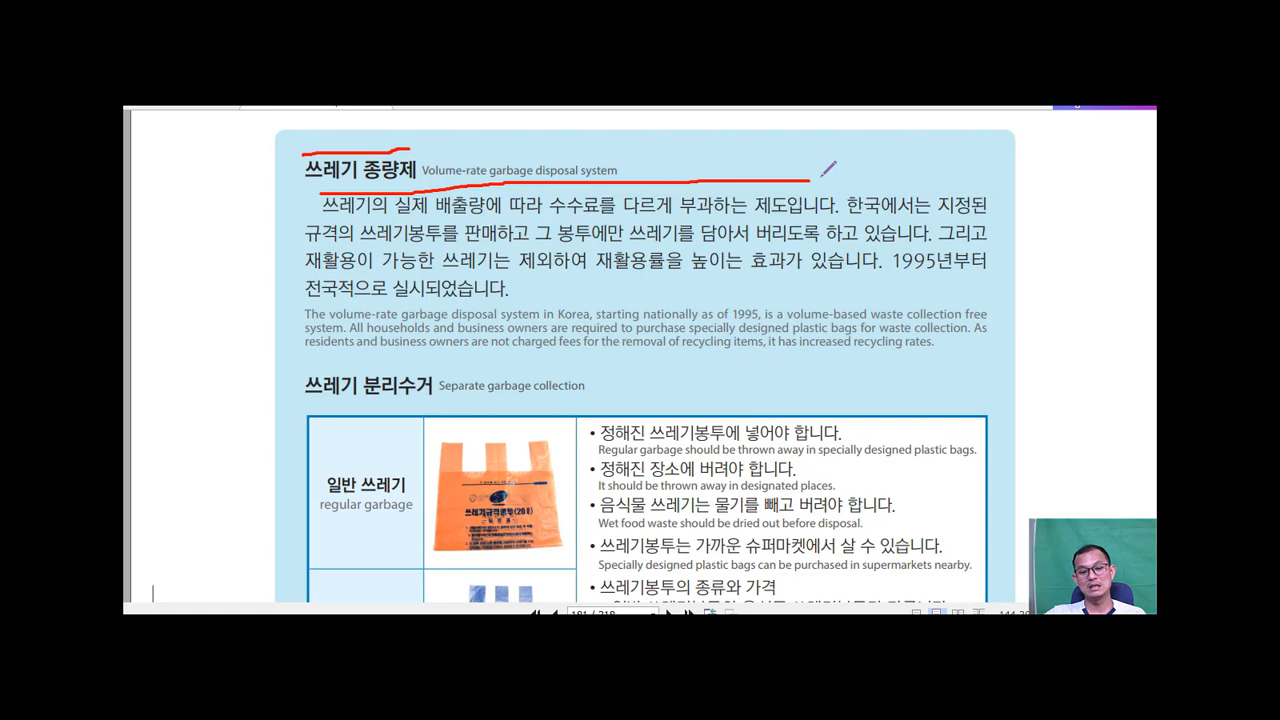 쓰레기 종량제 Volume-rate garbage disposal system
쓰레기의 실제 배출량에 따라 수수료를 다르게 부과하는 제도입니다. 한국에서는 지정된
규격의 쓰레기봉투를 판매하고 그 봉투에만 쓰레기를 담아서 버리도록 하고 있습니다. 그리고
재활용이 가능한 쓰레기는 제외하여 재활용률을 높이는 효과가 있습니다. 1995년부터
전국적으로 실시되었습니다.
The volume-rate garbage disposal system in Korea, starting nationally as of 1995, is a volume-based waste collection free
system. All households and business owners are required to purchase specially designed plastic bags for waste collection. As
residents and business owners are not charged fees for the removal of recycling items, it has increased recycling rates.
쓰레기 분리수거 Separate garbage collection
일반 쓰레기
regular garbage
쓰레기규격봉투(20ℓ)
• 정해진 쓰레기봉투에 넣어야 합니다.
Regular garbage should be thrown away in specially designed plastic bags.
• 정해진 장소에 버려야 합니다.
It should be thrown away in designated places.
• 음식물 쓰레기는 물기를 빼고 버려야 합니다.
Wet food waste should be dried out before disposal.
• 쓰레기봉투는 가까운 슈퍼마켓에서 살 수 있습니다.
Specially designed plastic bags can be purchased in supermarkets nearby.
• 쓰레기봉투의 종류와 가격
181 / 318